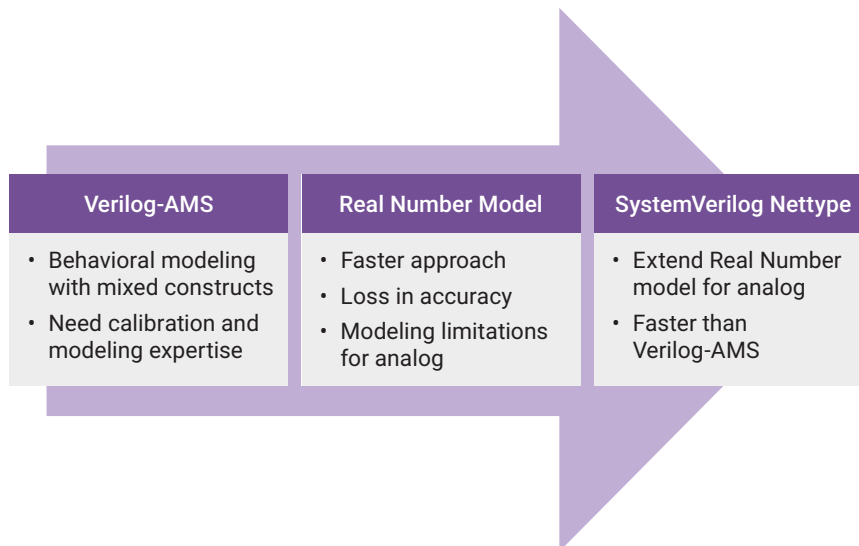 Verilog-AMS
• Behavioral modeling
with mixed constructs
• Need calibration and
modeling expertise
Real Number Model
• Faster approach
• Loss in accuracy
• Modeling limitations
for analog
SystemVerilog Nettype
• Extend Real Number
model for analog
• Faster than
Verilog-AMS